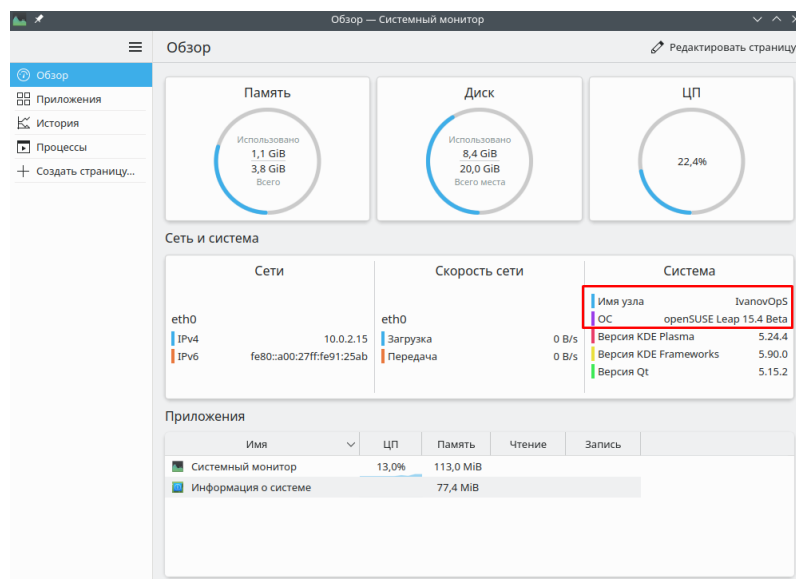 Обзор — Системный монитор
Обзор
Редактировать страницу
Обзор
Приложения
История
Процессы
Создать страницу...
Память
Использовано
1,1 GiB
3,8 GiB
Всего
Диск
Использовано
8,4 GiB
20,0 GiB
Всего места
ЦП
22,4%
Сеть и система
Сети
eth0
IPv4 10.0.2.15
IPv6 fe80::a00:27ff:fe91:25ab
Скорость сети
eth0
Загрузка 0 B/s
Передача 0 B/s
Система
Имя узла IvanovOpS
ОС openSUSE Leap 15.4 Beta
Версия KDE Plasma 5.24.4
Версия KDE Frameworks 5.90.0
Версия Qt 5.15.2
Приложения
Имя ЦП Память Чтение Запись
Системный монитор 13,0% 113,0 MiB
Информация о системе 77,4 MiB